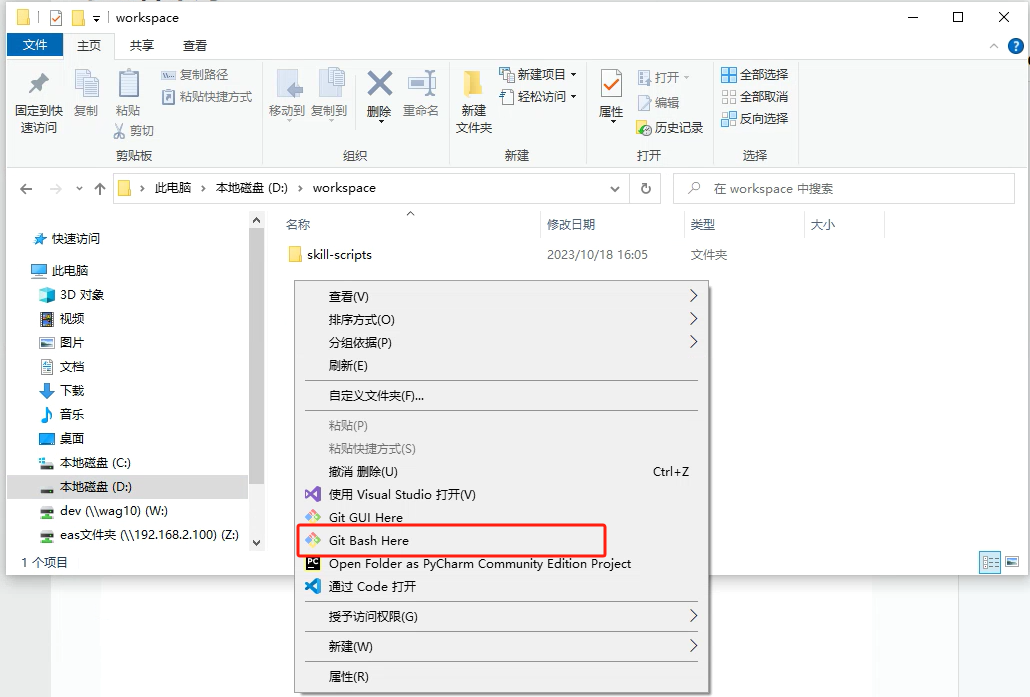 workspace
文件 主页 共享 查看
固定到快速访问
复制
粘贴
复制路径
粘贴快捷方式
剪切
剪贴板
移动到
复制到
删除
重命名
组织
新建文件夹
新建项目
轻松访问
新建
属性
打开
编辑
历史记录
打开
全部选择
全部取消
反向选择
选择
此电脑 > 本地磁盘 (D:) > workspace
在 workspace 中搜索
快速访问
此电脑
3D 对象
视频
图片
文档
下载
音乐
桌面
本地磁盘 (C:)
本地磁盘 (D:)
dev (\\wag10) (W:)
eas文件夹 (\\192.168.2.100) (Z:)
1 个项目
名称 修改日期 类型 大小
skill-scripts 2023/10/18 16:05 文件夹
查看(V)
排序方式(O)
分组依据(P)
刷新(E)
自定义文件夹(F)...
粘贴(P)
粘贴快捷方式(S)
撤消 删除(U) Ctrl+Z
使用 Visual Studio 打开(V)
Git GUI Here
Git Bash Here
PC Open Folder as PyCharm Community Edition Project
通过 Code 打开
授予访问权限(G)
新建(W)
属性(R)